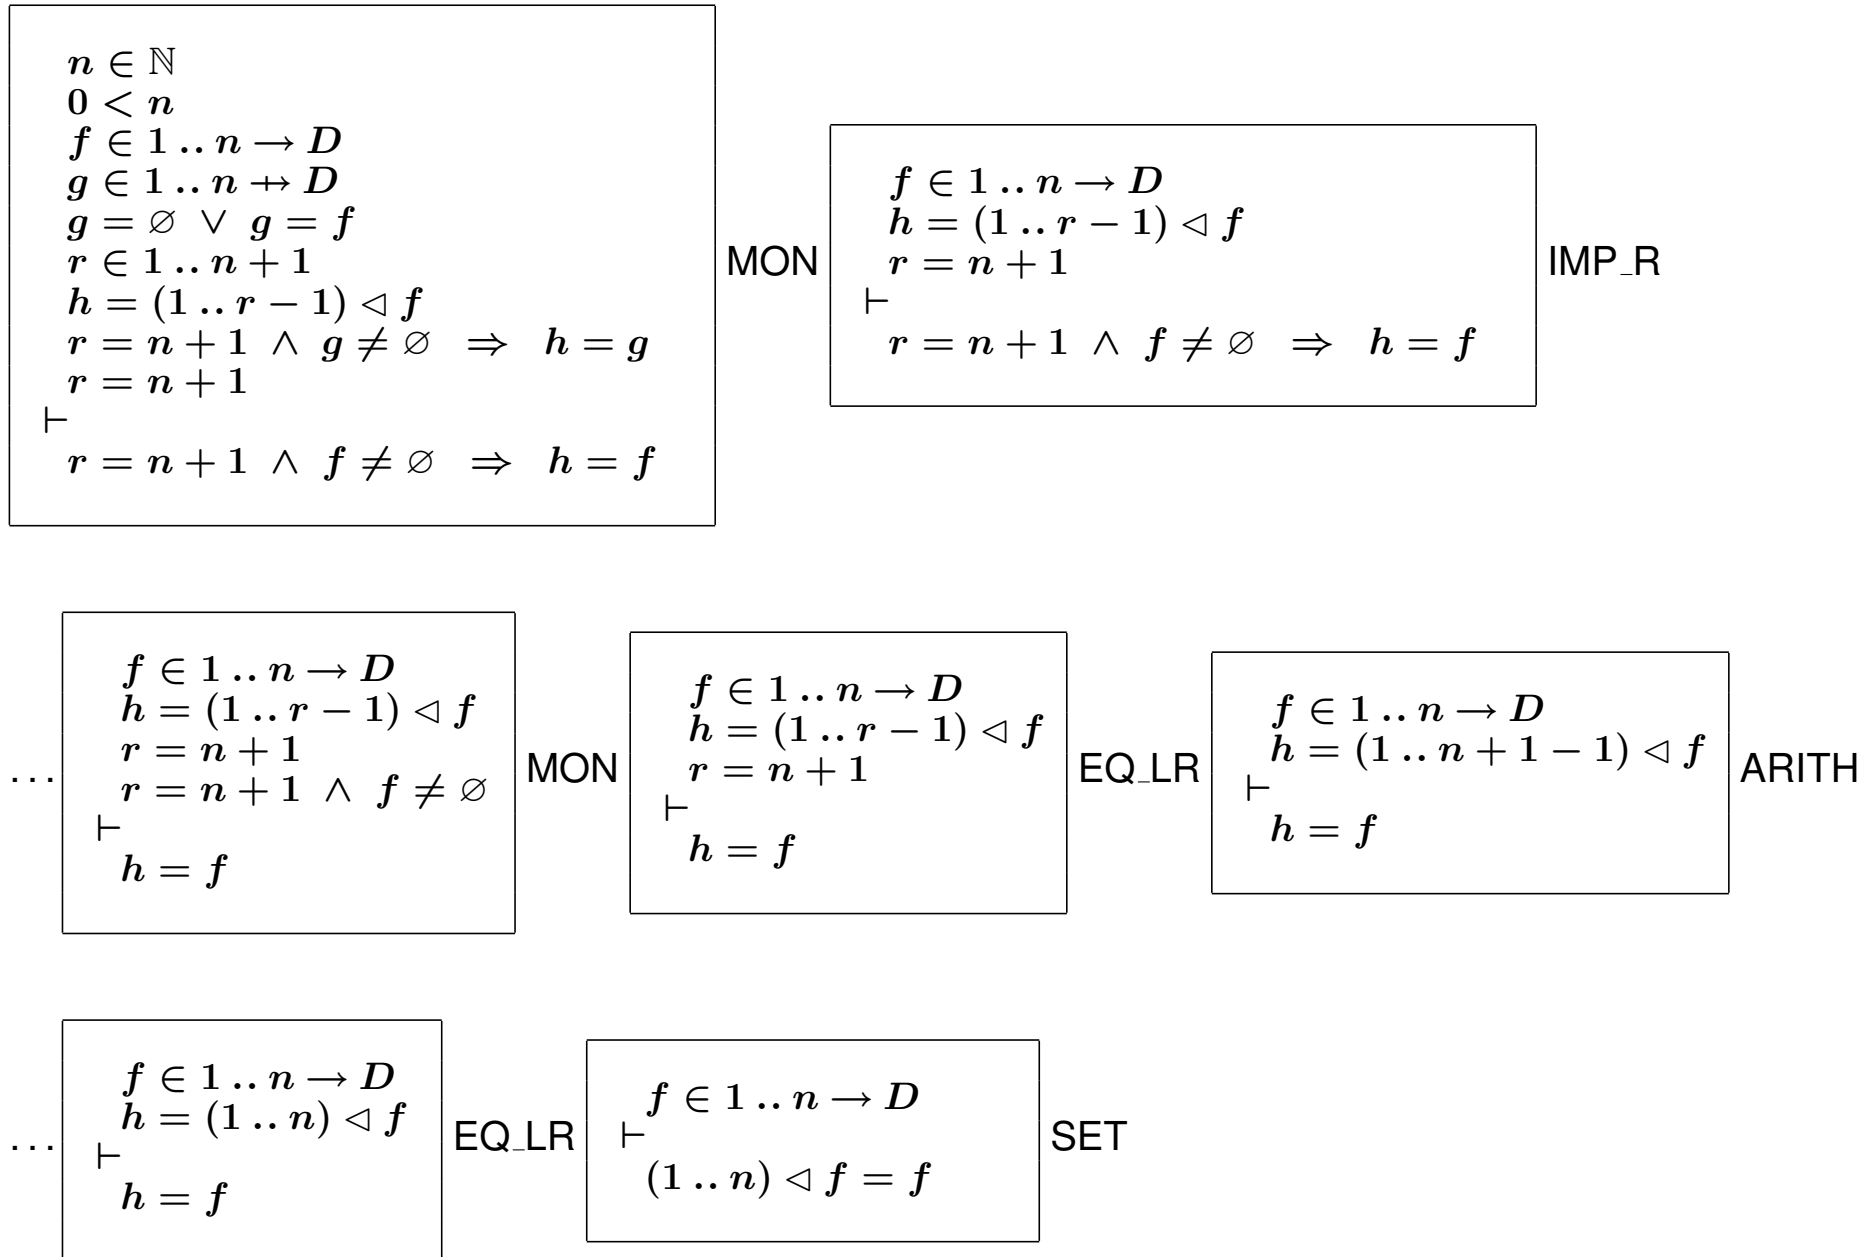 n ∈ ℕ
0 < n
f ∈ 1 .. n → D
g ∈ 1 .. n ⇸ D
g = ∅ ∨ g = f
r ∈ 1 .. n + 1
h = (1 .. r − 1) ◁ f
r = n + 1 ∧ g ≠ ∅ ⇒ h = g
r = n + 1
⊢
r = n + 1 ∧ f ≠ ∅ ⇒ h = f
MON
f ∈ 1 .. n → D
h = (1 .. r − 1) ◁ f
r = n + 1
⊢
r = n + 1 ∧ f ≠ ∅ ⇒ h = f
IMP_R
...
f ∈ 1 .. n → D
h = (1 .. r − 1) ◁ f
r = n + 1
r = n + 1 ∧ f ≠ ∅
⊢
h = f
MON
f ∈ 1 .. n → D
h = (1 .. r − 1) ◁ f
r = n + 1
⊢
h = f
EQ_LR
f ∈ 1 .. n → D
h = (1 .. n + 1 − 1) ◁ f
⊢
h = f
ARITH
...
f ∈ 1 .. n → D
h = (1 .. n) ◁ f
⊢
h = f
EQ_LR
f ∈ 1 .. n → D
⊢
(1 .. n) ◁ f = f
SET